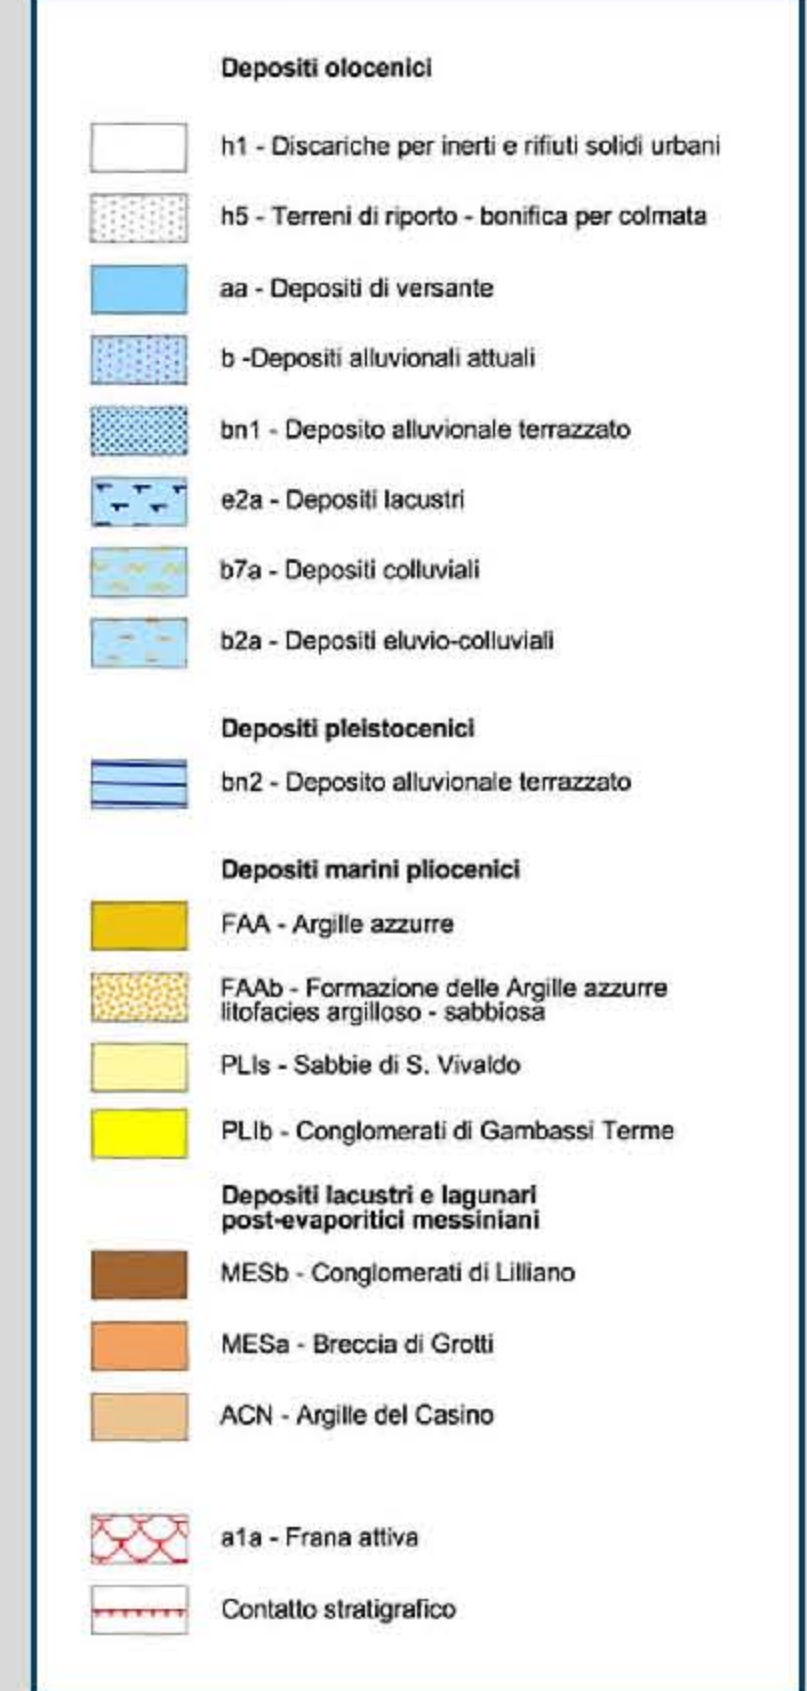 Depositi olocenici
h1 - Discariche per inerti e rifiuti solidi urbani
h5 - Terreni di riporto - bonifica per colmata
aa - Depositi di versante
b -Depositi alluvionali attuali
bn1 - Deposito alluvionale terrazzato
e2a - Depositi lacustri
b7a - Depositi colluviali
b2a - Depositi eluvio-colluviali
Depositi pleistocenici
bn2 - Deposito alluvionale terrazzato
Depositi marini pliocenici
FAA - Argille azzurre
FAAb - Formazione delle Argille azzurre
litofacies argilloso - sabbiosa
PLIs - Sabbie di S. Vivaldo
PLIb - Conglomerati di Gambassi Terme
Depositi lacustri e lagunari
post-evaporitici messiniani
MESb - Conglomerati di Lilliano
MESa - Breccia di Grotti
ACN - Argille del Casino
a1a - Frana attiva
Contatto stratigrafico